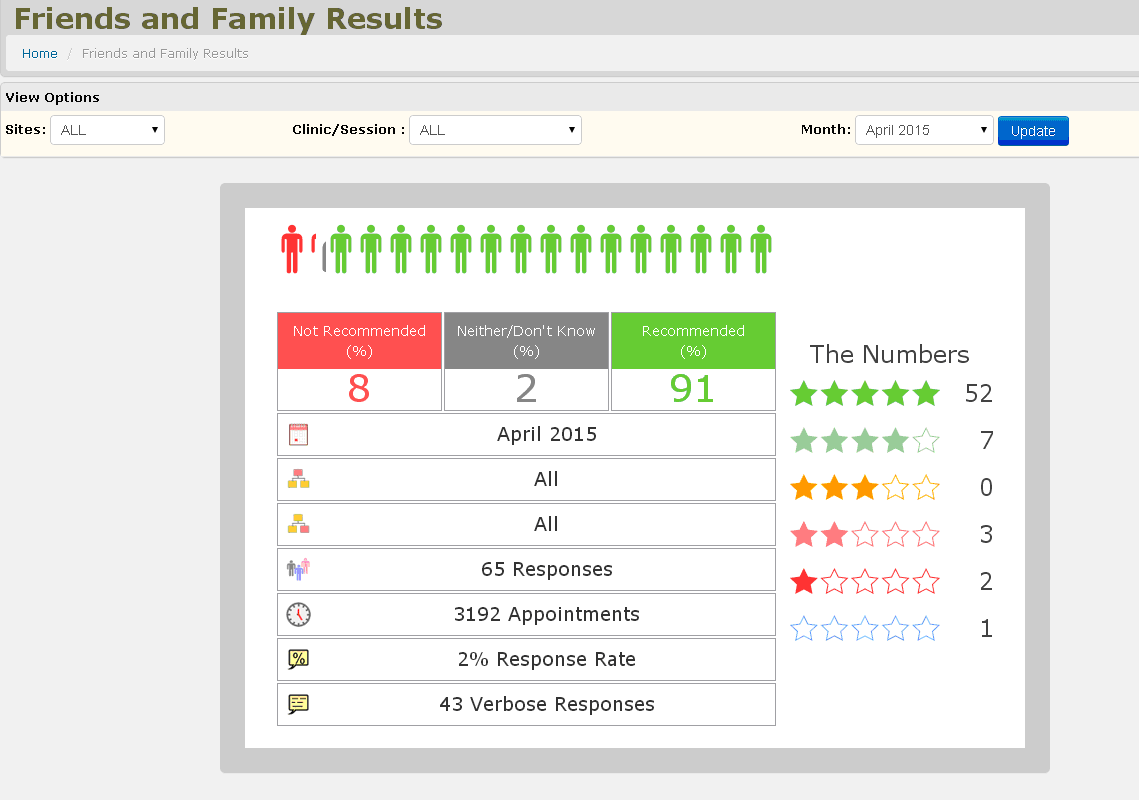 Friends and Family Results
Home / Friends and Family Results
View Options
Sites: ALL Clinic/Session : ALL Month: April 2015 Update
Not Recommended (%)
8
Neither/Don't Know (%)
2
Recommended (%)
91
April 2015
All
All
65 Responses
3192 Appointments
% 2% Response Rate
43 Verbose Responses
The Numbers
52
7
0
3
2
1